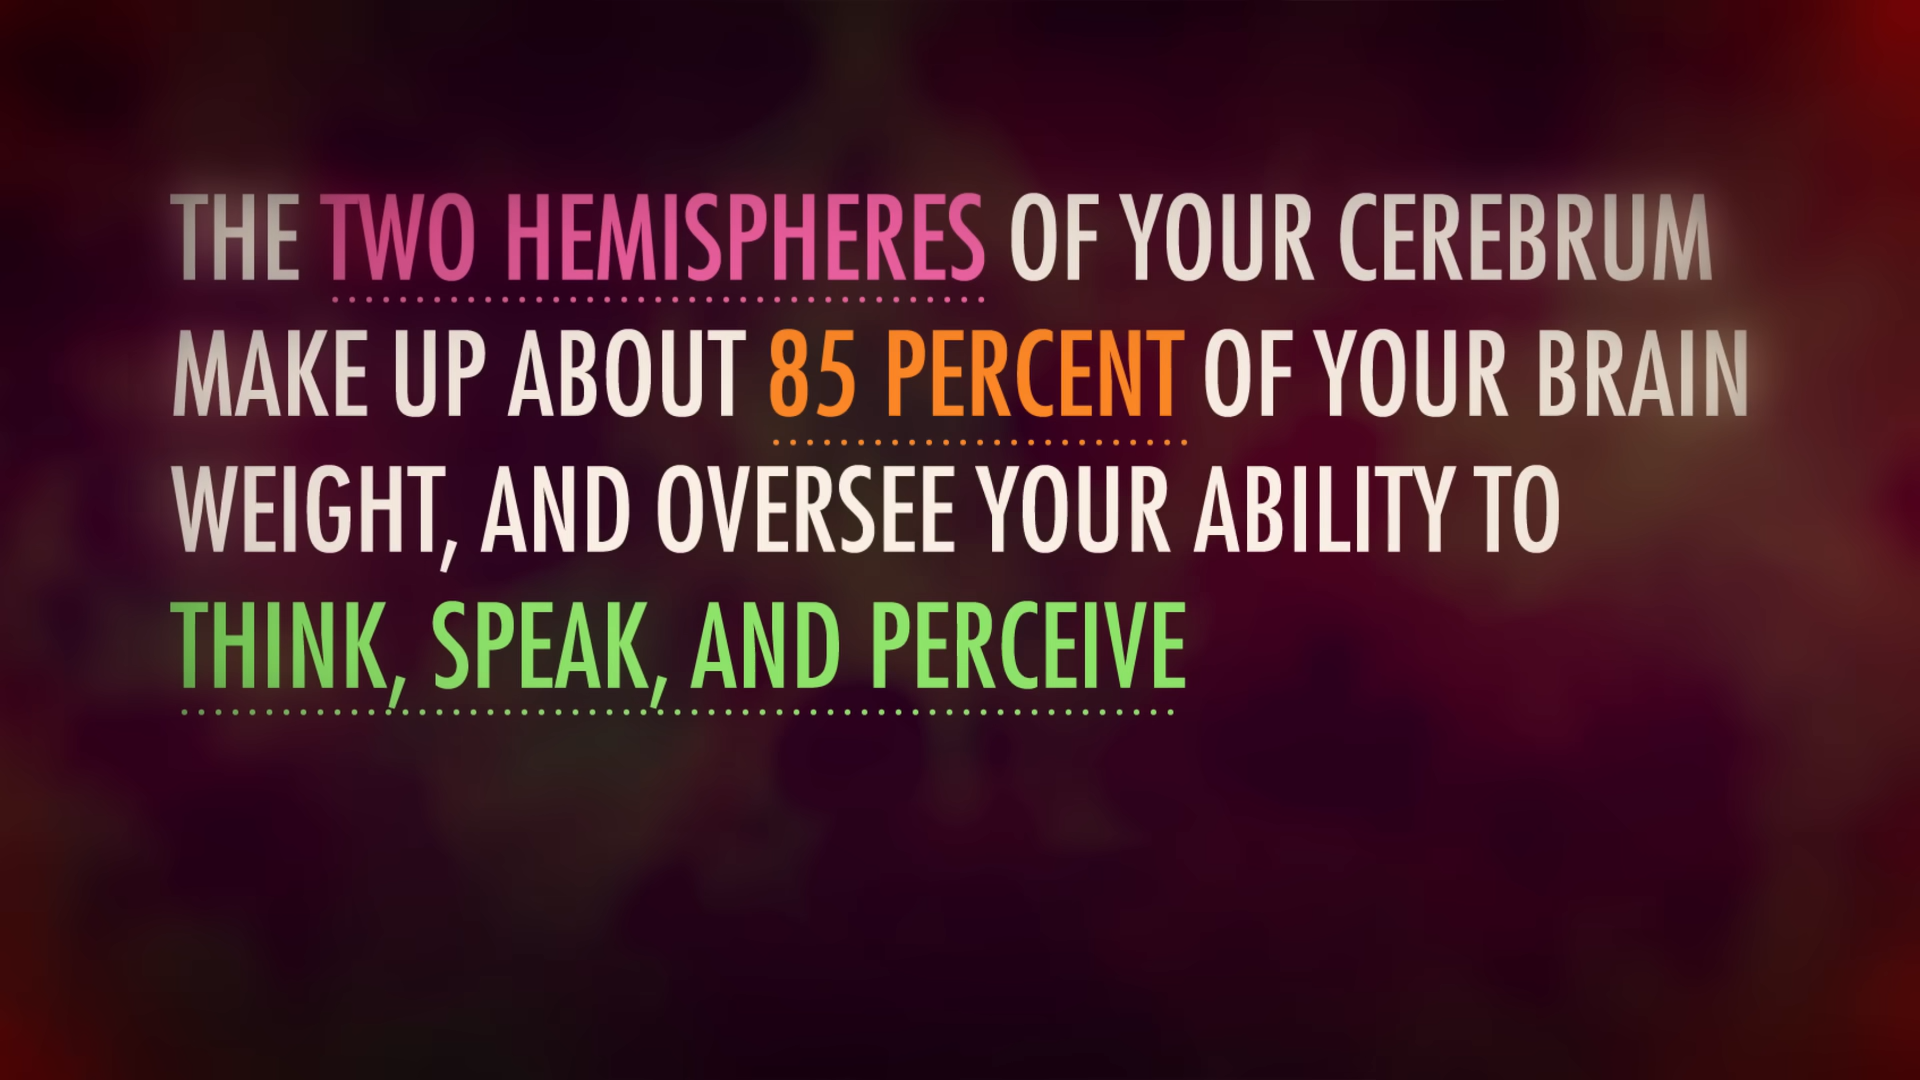 THE TWO HEMISPHERES OF YOUR CEREBRUM
MAKE UP ABOUT 85 PERCENT OF YOUR BRAIN
WEIGHT, AND OVERSEE YOUR ABILITY TO
THINK, SPEAK, AND PERCEIVE